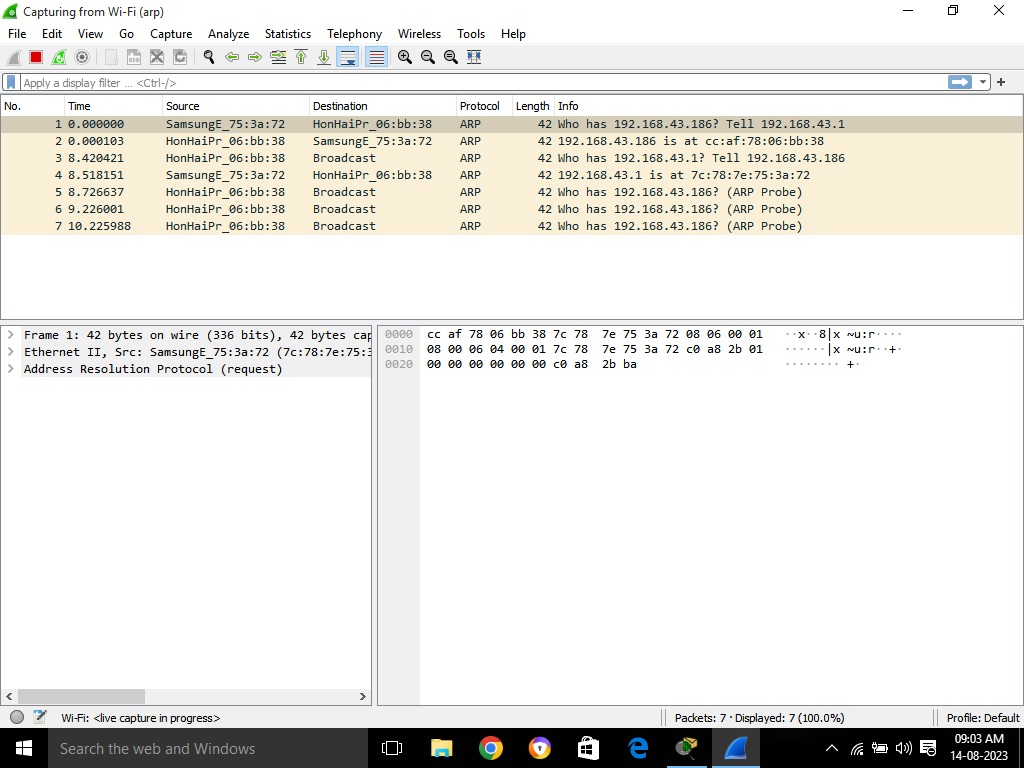 Capturing from Wi-Fi (arp)
File Edit View Go Capture Analyze Statistics Telephony Wireless Tools Help
Apply a display filter ... <Ctrl-/>
No. Time Source Destination Protocol Length Info
1 0.000000 SamsungE_75:3a:72 HonHaiPr_06:bb:38 ARP 42 Who has 192.168.43.186? Tell 192.168.43.1
2 0.000103 HonHaiPr_06:bb:38 SamsungE_75:3a:72 ARP 42 192.168.43.186 is at cc:af:78:06:bb:38
3 8.420421 HonHaiPr_06:bb:38 Broadcast ARP 42 Who has 192.168.43.1? Tell 192.168.43.186
4 8.518151 SamsungE_75:3a:72 HonHaiPr_06:bb:38 ARP 42 192.168.43.1 is at 7c:78:7e:75:3a:72
5 8.726637 HonHaiPr_06:bb:38 Broadcast ARP 42 Who has 192.168.43.186? (ARP Probe)
6 9.226001 HonHaiPr_06:bb:38 Broadcast ARP 42 Who has 192.168.43.186? (ARP Probe)
7 10.225988 HonHaiPr_06:bb:38 Broadcast ARP 42 Who has 192.168.43.186? (ARP Probe)
Frame 1: 42 bytes on wire (336 bits), 42 bytes cap
Ethernet II, Src: SamsungE_75:3a:72 (7c:78:7e:75:3
Address Resolution Protocol (request)
0000 cc af 78 06 bb 38 7c 78 7e 75 3a 72 08 06 00 01 ··x··8|x ~u:r····
0010 08 00 06 04 00 01 7c 78 7e 75 3a 72 c0 a8 2b 01 ······|x ~u:r··+·
0020 00 00 00 00 00 00 c0 a8 2b ba ········ +·
Wi-Fi: <live capture in progress> Packets: 7 · Displayed: 7 (100.0%) Profile: Default
Search the web and Windows
09:03 AM
14-08-2023